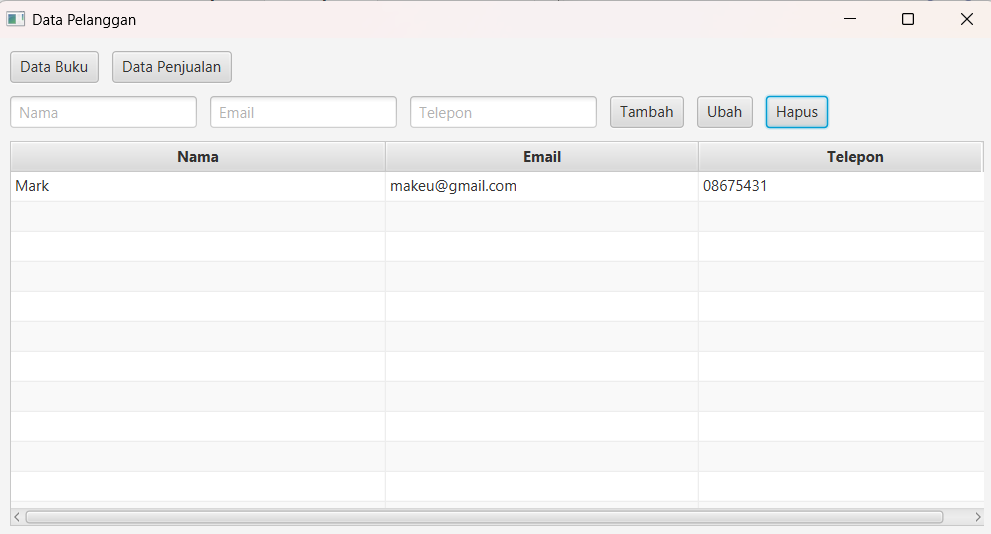 Data Pelanggan
Data Buku Data Penjualan
Nama Email Telepon Tambah Ubah Hapus
Nama Email Telepon
Mark makeu@gmail.com 08675431